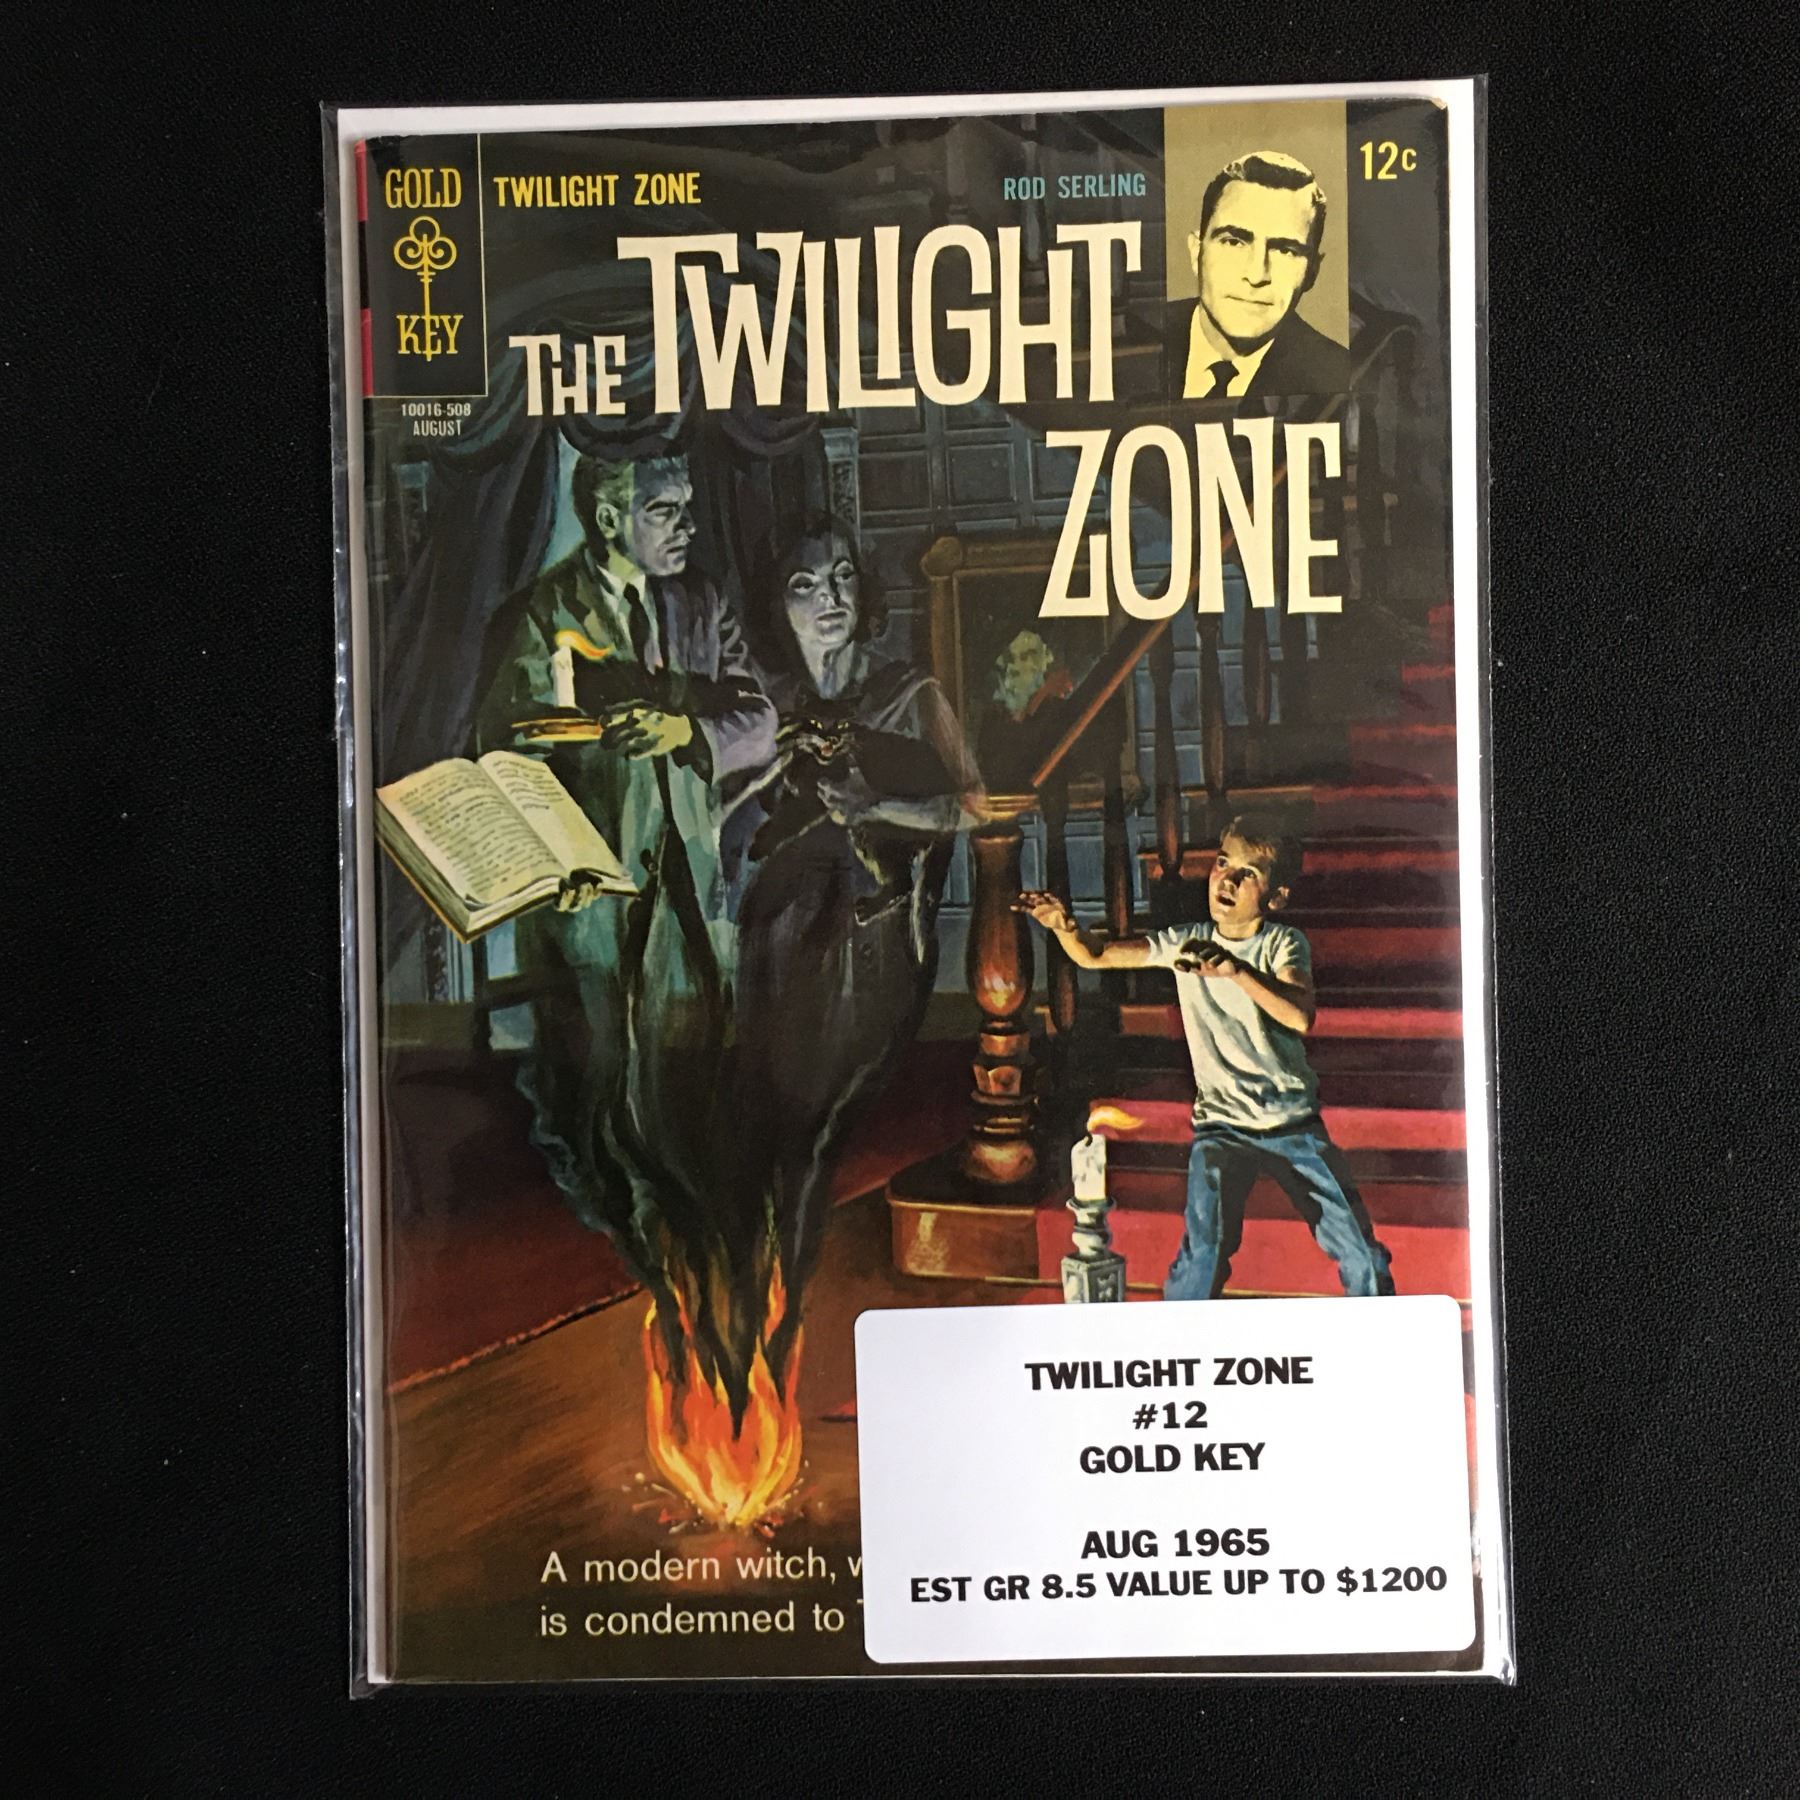 GOLD
KEY
TWILIGHT ZONE
ROD SERLING
12c
THE TWILIGHT
ZONE
10016-508
AUGUST
A modern witch,
is condemned to
TWILIGHT ZONE
#12
GOLD KEY
AUG 1965
EST GR 8.5 VALUE UP TO $1200